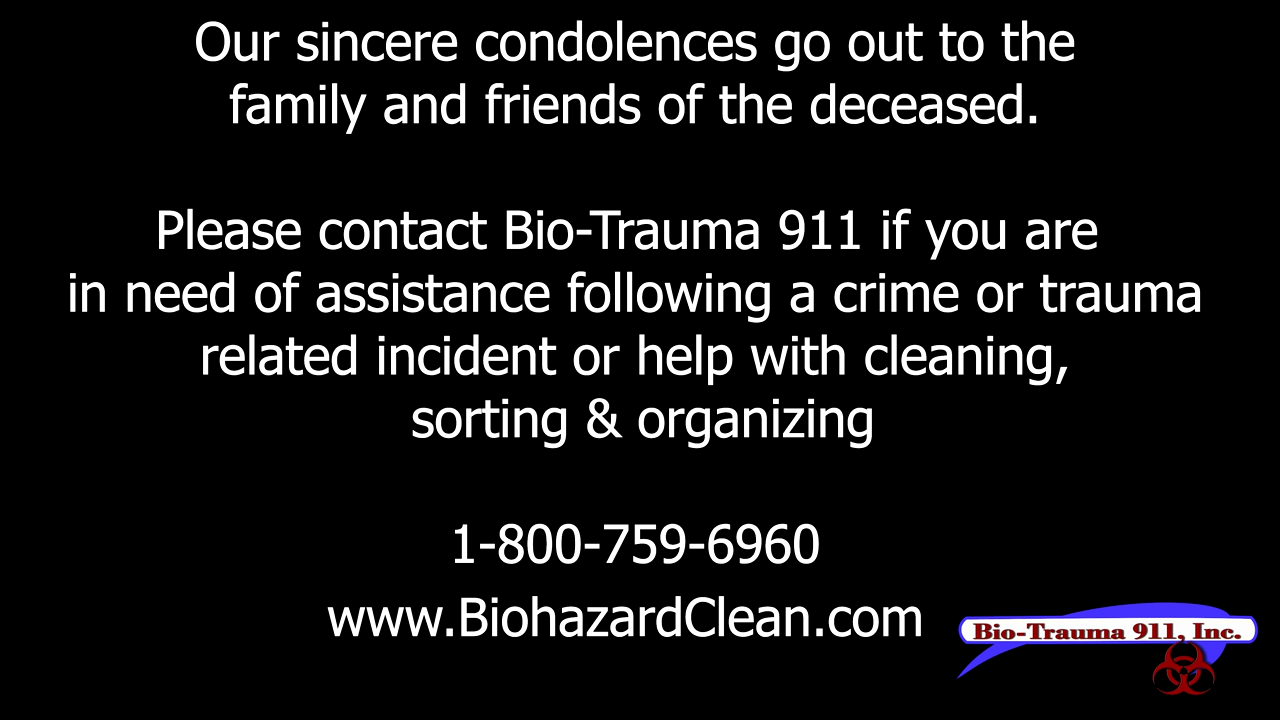 Our sincere condolences go out to the
family and friends of the deceased.
Please contact Bio-Trauma 911 if you are
in need of assistance following a crime or trauma
related incident or help with cleaning,
sorting & organizing
1-800-759-6960
www.BiohazardClean.com
Bio-Trauma 911, Inc.